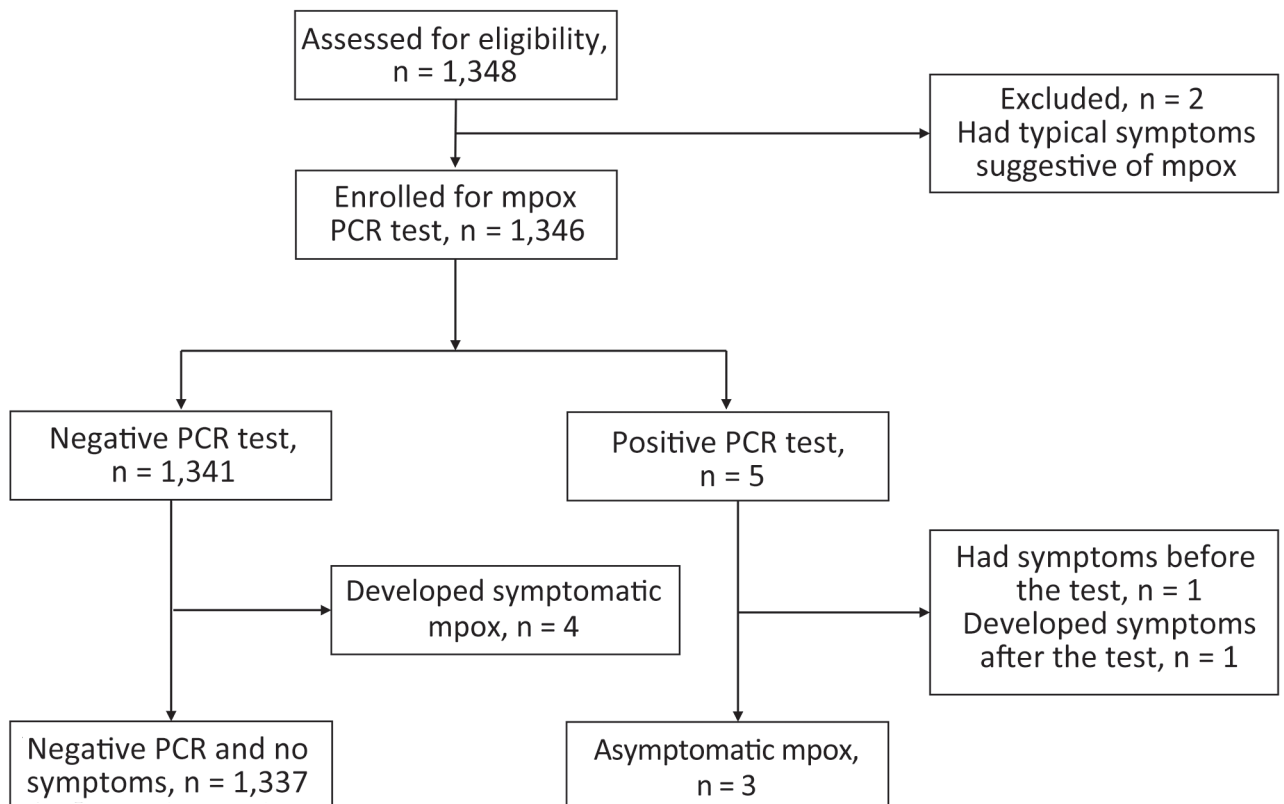 Assessed for eligibility,
n = 1,348
Excluded, n = 2
Had typical symptoms
suggestive of mpox
Enrolled for mpox
PCR test, n = 1,346
Negative PCR test,
n = 1,341
Positive PCR test,
n = 5
Developed symptomatic
mpox, n = 4
Had symptoms before
the test, n = 1
Developed symptoms
after the test, n = 1
Negative PCR and no
symptoms, n = 1,337
Asymptomatic mpox,
n = 3